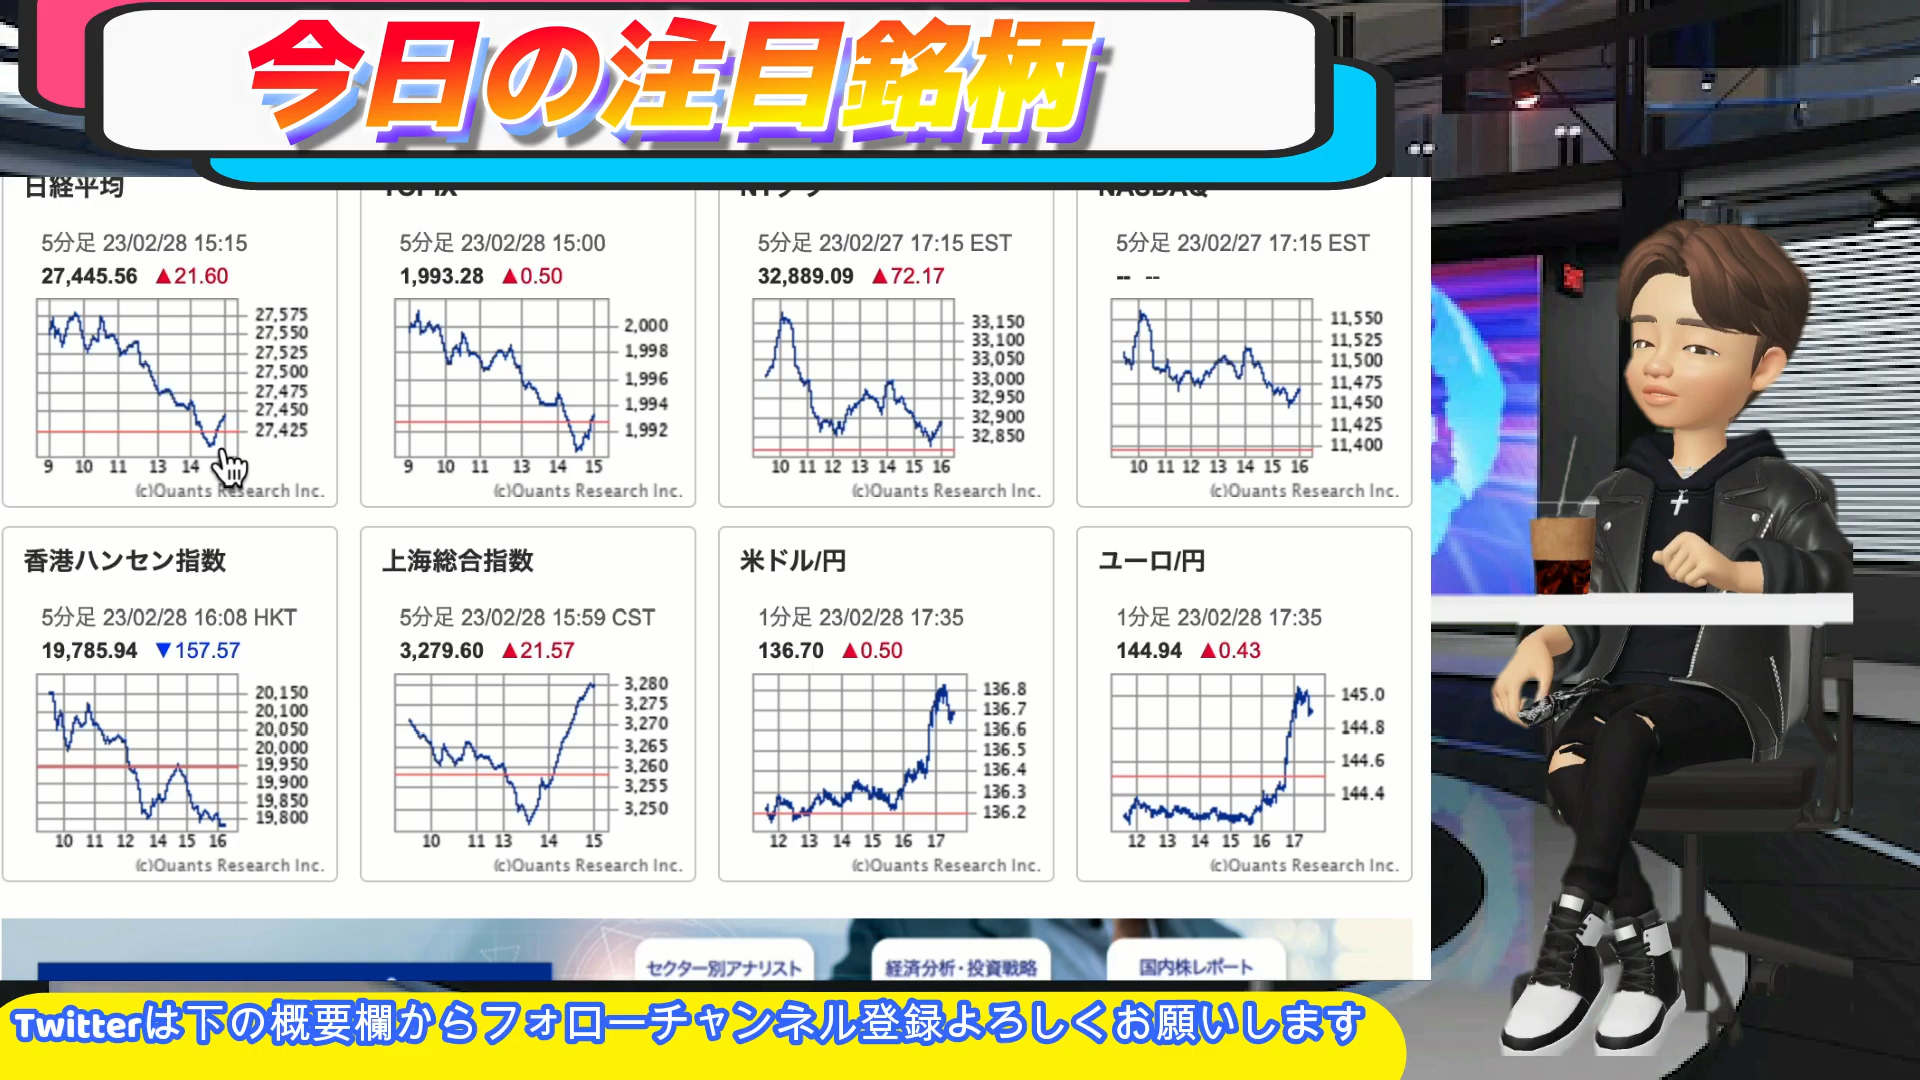 今日の注目銘柄
日経平均
TOPIX
NYダウ
NASDAQ
5分足 23/02/28 15:15
27,445.56 ▲21.60
27,575
27,550
27,525
27,500
27,475
27,450
27,425
9 10 11 13 14
(c)Quants Research Inc.
5分足 23/02/28 15:00
1,993.28 ▲0.50
2,000
1,998
1,996
1,994
1,992
9 10 11 13 14 15
(c)Quants Research Inc.
5分足 23/02/27 17:15 EST
32,889.09 ▲72.17
33,150
33,100
33,050
33,000
32,950
32,900
32,850
10 11 12 13 14 15 16
(c)Quants Research Inc.
5分足 23/02/27 17:15 EST
-- --
11,550
11,525
11,500
11,475
11,450
11,425
11,400
10 11 12 13 14 15 16
(c)Quants Research Inc.
香港ハンセン指数
5分足 23/02/28 16:08 HKT
19,785.94 ▼157.57
20,150
20,100
20,050
20,000
19,950
19,900
19,850
19,800
10 11 12 13 14 15 16
(c)Quants Research Inc.
上海総合指数
5分足 23/02/28 15:59 CST
3,279.60 ▲21.57
3,280
3,275
3,270
3,265
3,260
3,255
3,250
10 11 13 14 15
(c)Quants Research Inc.
米ドル/円
1分足 23/02/28 17:35
136.70 ▲0.50
136.8
136.7
136.6
136.5
136.4
136.3
136.2
12 13 14 15 16 17
(c)Quants Research Inc.
ユーロ/円
1分足 23/02/28 17:35
144.94 ▲0.43
145.0
144.8
144.6
144.4
12 13 14 15 16 17
(c)Quants Research Inc.
セクター別アナリスト
経済分析・投資戦略
国内株レポート
Twitterは下の概要欄からフォローチャンネル登録よろしくお願いします